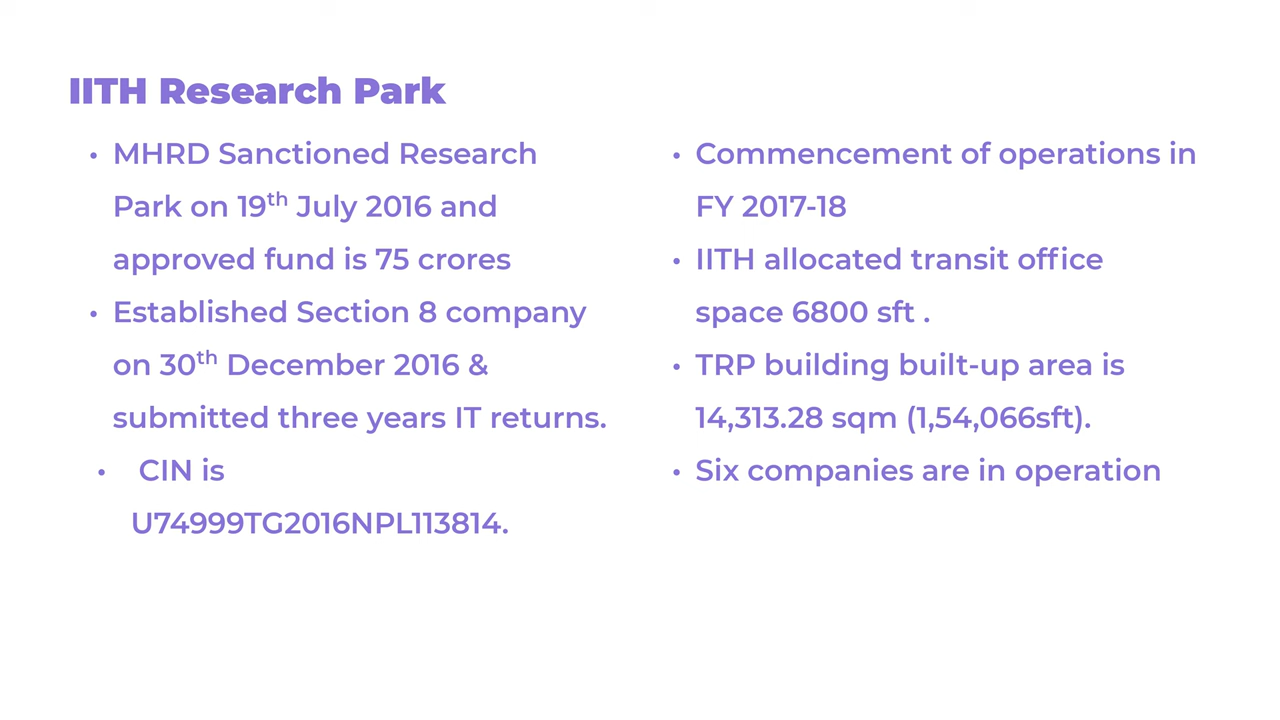 IITH Research Park
• MHRD Sanctioned Research
Park on 19th July 2016 and
approved fund is 75 crores
• Established Section 8 company
on 30th December 2016 &
submitted three years IT returns.
• CIN is
U74999TG2016NPL113814.
• Commencement of operations in
FY 2017-18
• IITH allocated transit office
space 6800 sft .
• TRP building built-up area is
14,313.28 sqm (1,54,066sft).
• Six companies are in operation